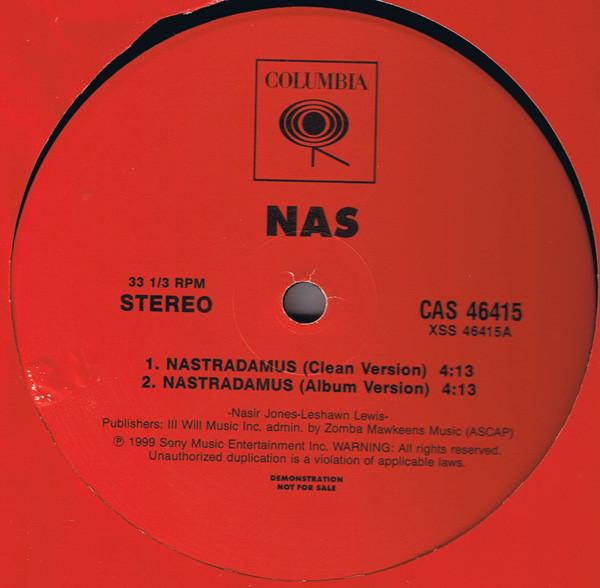 COLUMBIA
NAS
33 1/3 RPM
STEREO
CAS 46415
XSS 46415A
1. NASTRADAMUS (Clean Version) 4:13
2. NASTRADAMUS (Album Version) 4:13
-Nasir Jones-Leshawn Lewis-
Publishers: Ill Will Music Inc. admin. by Zomba Mawkeens Music (ASCAP)
℗ 1999 Sony Music Entertainment Inc. WARNING: All rights reserved.
Unauthorized duplication is a violation of applicable laws.
DEMONSTRATION
NOT FOR SALE